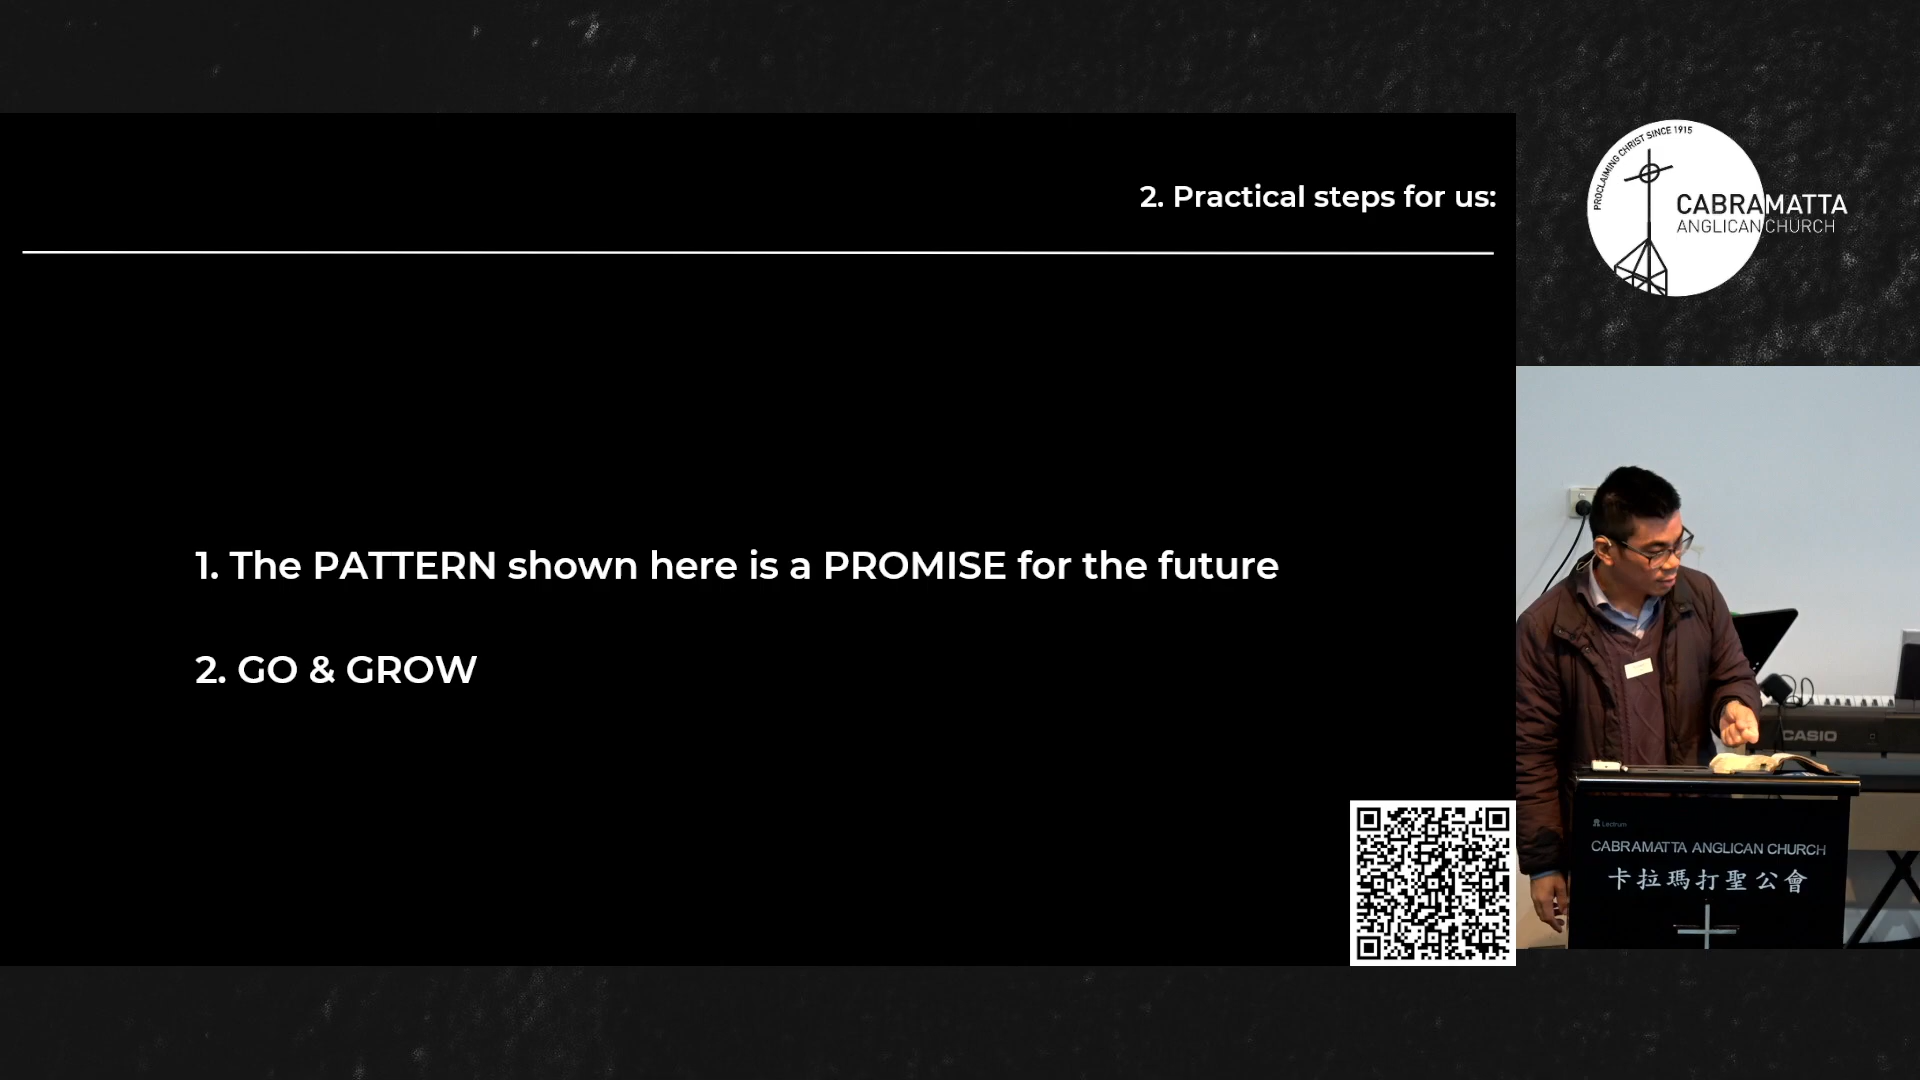 2. Practical steps for us:
1. The PATTERN shown here is a PROMISE for the future
2. GO & GROW
PROCLAIMING CHRIST SINCE 1915
CABRAMATTA
ANGLICAN CHURCH
CASIO
Lectrum
CABRAMATTA ANGLICAN CHURCH
卡拉瑪打聖公會